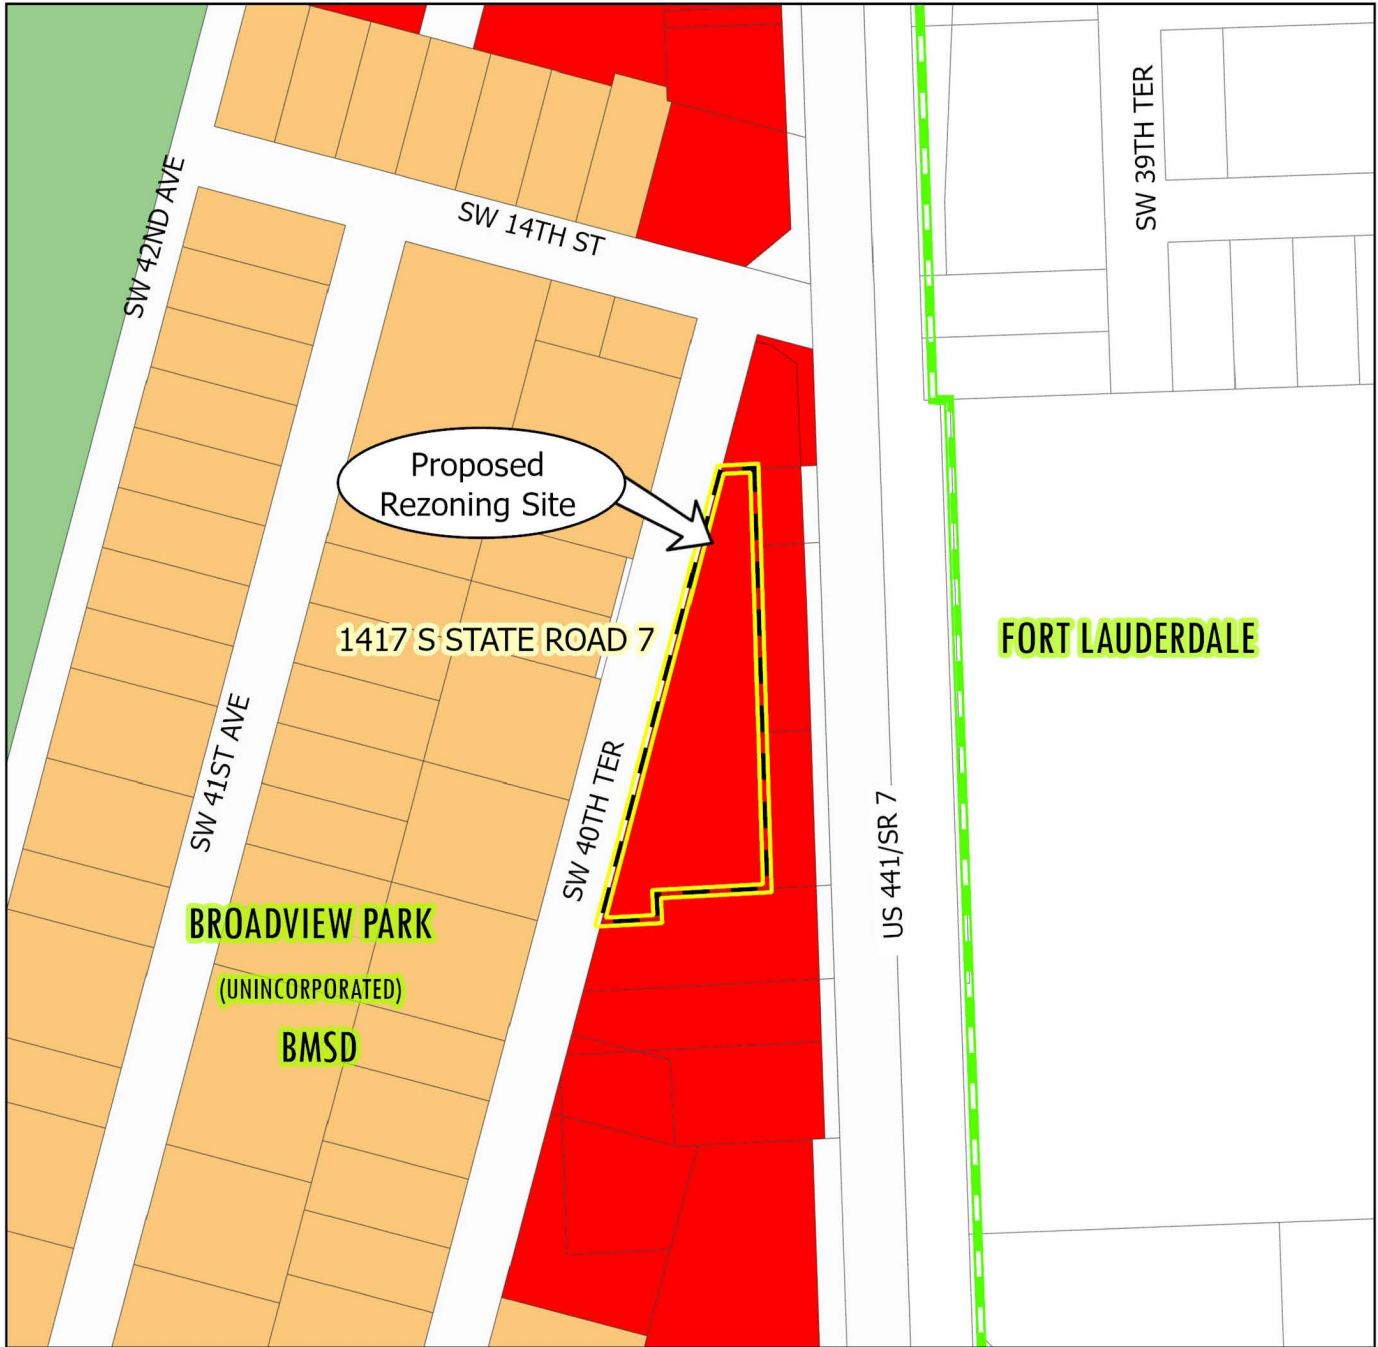 SW 42ND AVE
SW 14TH ST
SW 39TH TER
Proposed
Rezoning Site
1417 S STATE ROAD 7
FORT LAUDERDALE
SW 41ST AVE
SW 40TH TER
US 441/SR 7
BROADVIEW PARK
(UNINCORPORATED)
BMSD